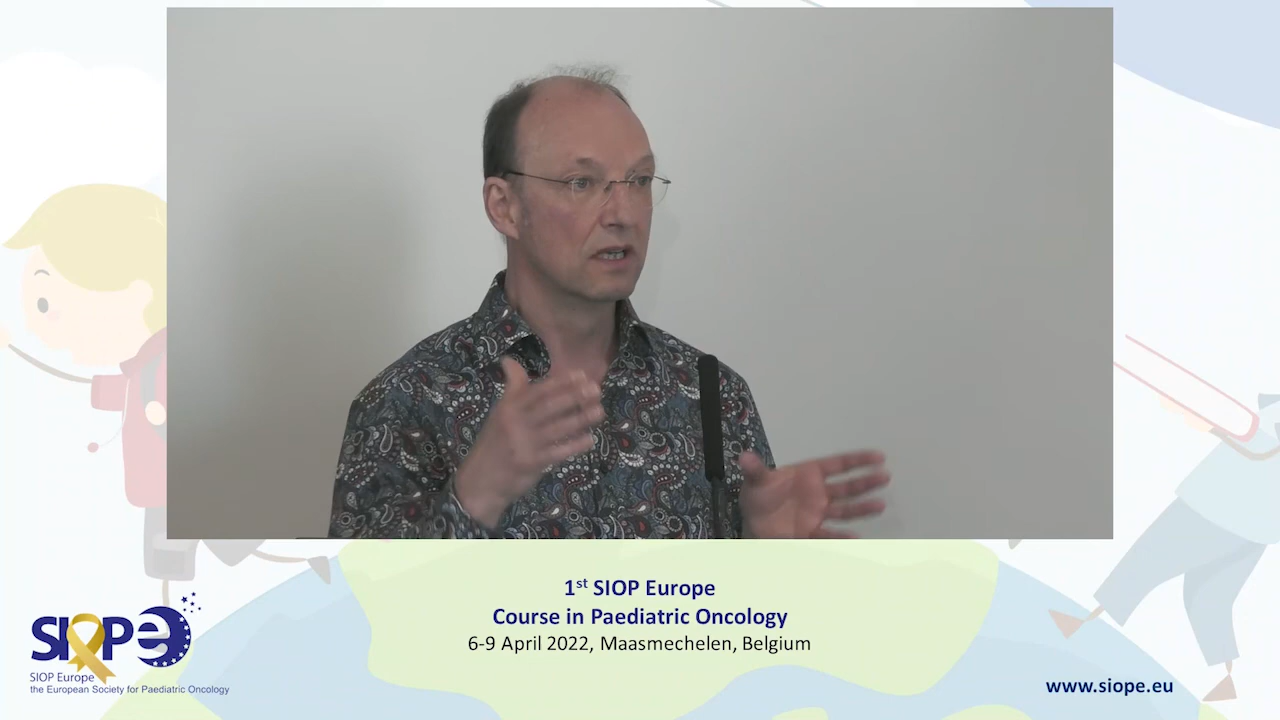 1st SIOP Europe
Course in Paediatric Oncology
6-9 April 2022, Maasmechelen, Belgium
SIOPe
SIOP Europe
the European Society for Paediatric Oncology
www.siope.eu